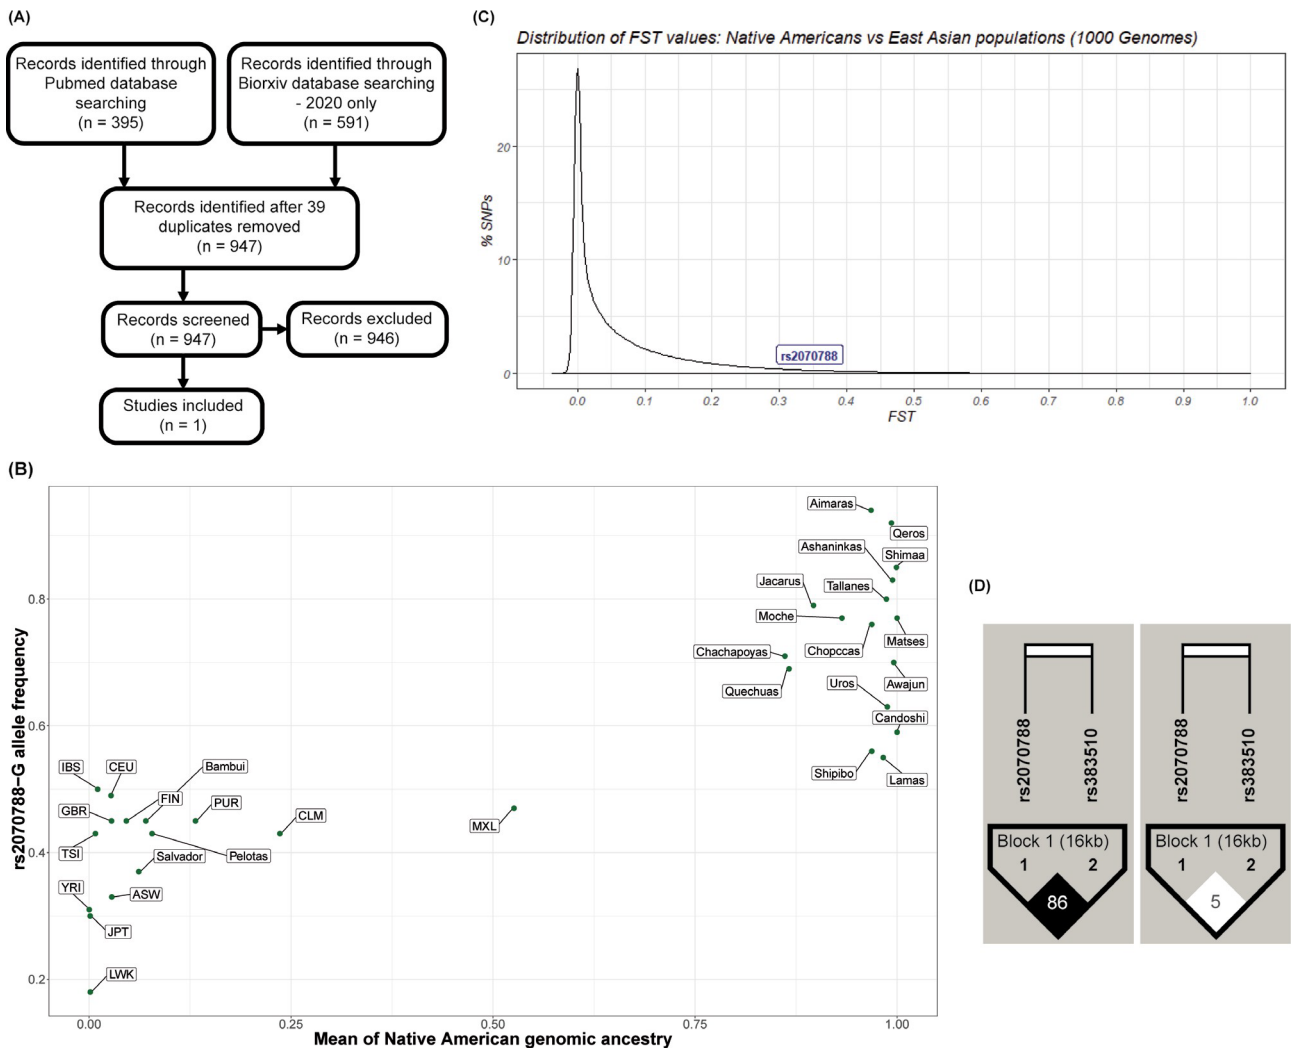 (A)
Records identified through
Pubmed database
searching
(n = 395)
Records identified through
Biorxiv database searching
- 2020 only
(n = 591)
Records identified after 39
duplicates removed
(n = 947)
Records screened
(n = 947)
Records excluded
(n = 946)
Studies included
(n = 1)
(C)
Distribution of FST values: Native Americans vs East Asian populations (1000 Genomes)
% SNPs
20
10
0
rs2070788
0.0 0.1 0.2 0.3 0.4 0.5 0.6 0.7 0.8 0.9 1.0
FST
(B)
rs2070788−G allele frequency
0.8
0.6
0.4
0.2
Aimaras
Qeros
Ashaninkas
Shimaa
Jacarus
Tallanes
Moche
Matses
Chopccas
Chachapoyas
Awajun
Quechuas
Uros
Candoshi
Shipibo
Lamas
IBS
CEU
Bambui
FIN
GBR
PUR
CLM
MXL
TSI
Salvador
Pelotas
YRI
ASW
JPT
LWK
0.00 0.25 0.50 0.75 1.00
Mean of Native American genomic ancestry
(D)
rs2070788
rs383510
Block 1 (16kb)
1 2
86
rs2070788
rs383510
Block 1 (16kb)
1 2
5